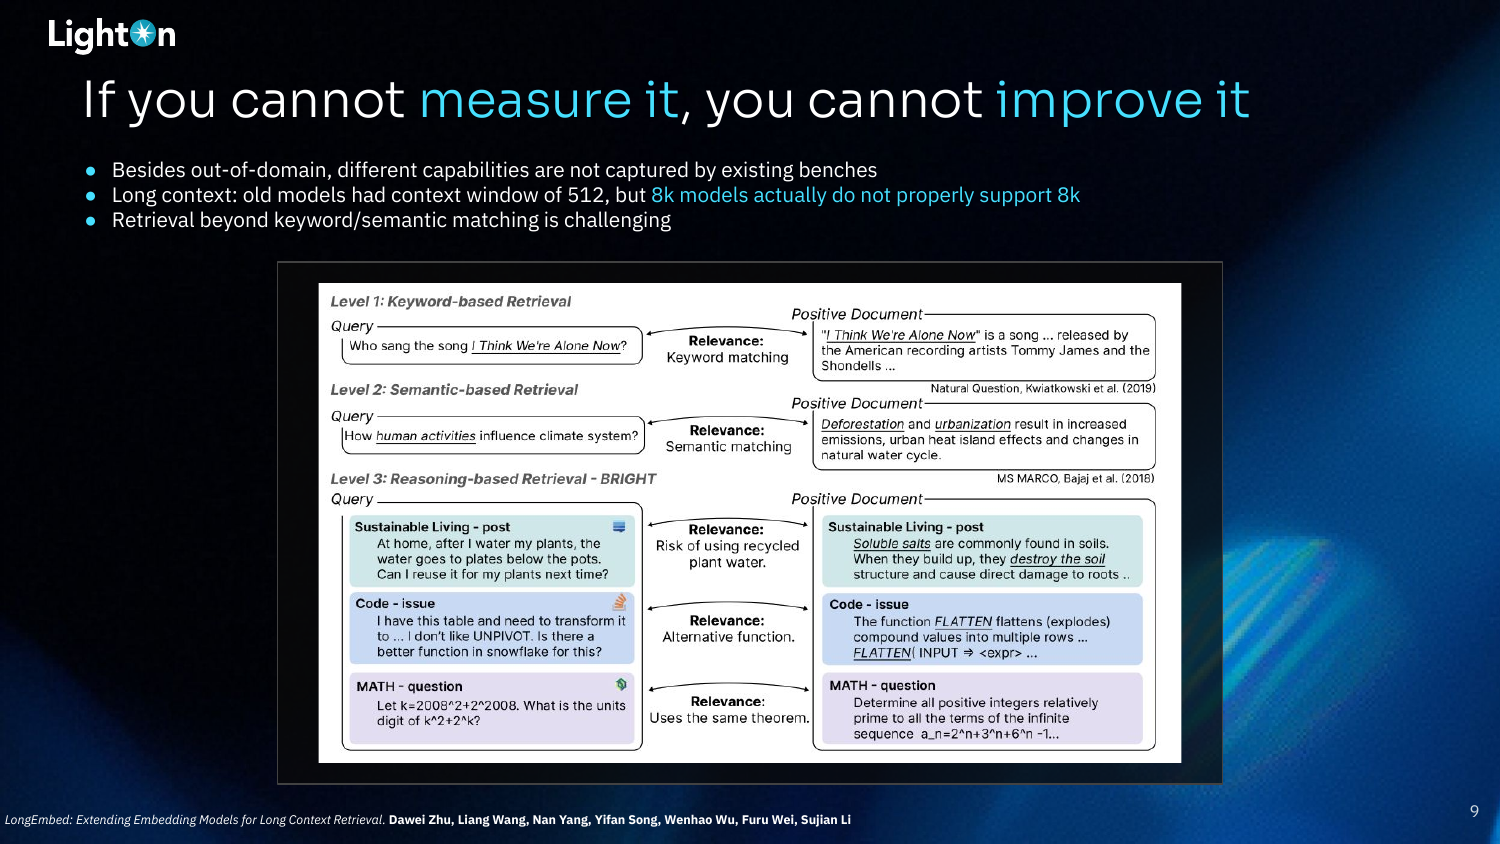 LightOn
If you cannot measure it, you cannot improve it
● Besides out-of-domain, different capabilities are not captured by existing benches
● Long context: old models had context window of 512, but 8k models actually do not properly support 8k
● Retrieval beyond keyword/semantic matching is challenging
Level 1: Keyword-based Retrieval
Query
Who sang the song I Think We're Alone Now?
Relevance:
Keyword matching
Positive Document
"I Think We're Alone Now" is a song ... released by
the American recording artists Tommy James and the
Shondells ...
Natural Question, Kwiatkowski et al. (2019)
Level 2: Semantic-based Retrieval
Query
How human activities influence climate system?
Relevance:
Semantic matching
Positive Document
Deforestation and urbanization result in increased
emissions, urban heat island effects and changes in
natural water cycle.
MS MARCO, Bajaj et al. (2018)
Level 3: Reasoning-based Retrieval - BRIGHT
Query
Positive Document
Sustainable Living - post
At home, after I water my plants, the
water goes to plates below the pots.
Can I reuse it for my plants next time?
Relevance:
Risk of using recycled
plant water.
Sustainable Living - post
Soluble salts are commonly found in soils.
When they build up, they destroy the soil
structure and cause direct damage to roots ..
Code - issue
I have this table and need to transform it
to ... I don't like UNPIVOT. Is there a
better function in snowflake for this?
Relevance:
Alternative function.
Code - issue
The function FLATTEN flattens (explodes)
compound values into multiple rows ...
FLATTEN( INPUT ⇒ <expr> ...
MATH - question
Let k=2008^2+2^2008. What is the units
digit of k^2+2^k?
Relevance:
Uses the same theorem.
MATH - question
Determine all positive integers relatively
prime to all the terms of the infinite
sequence a_n=2^n+3^n+6^n -1...
LongEmbed: Extending Embedding Models for Long Context Retrieval. Dawei Zhu, Liang Wang, Nan Yang, Yifan Song, Wenhao Wu, Furu Wei, Sujian Li
9